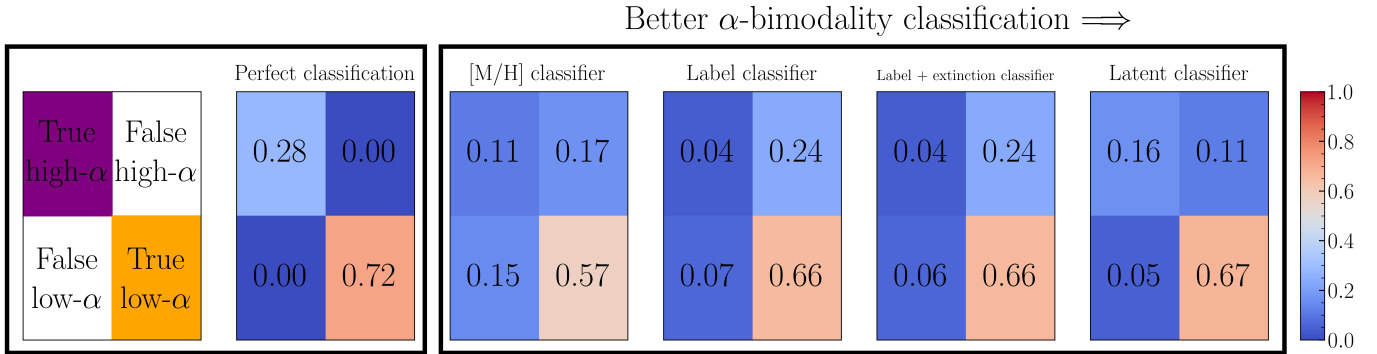 Better α-bimodality classification ⟹
Perfect classification
[M/H] classifier
Label classifier
Label + extinction classifier
Latent classifier
True
high-α
False
high-α
False
low-α
True
low-α
0.28 0.00
0.00 0.72
0.11 0.17
0.15 0.57
0.04 0.24
0.07 0.66
0.04 0.24
0.06 0.66
0.16 0.11
0.05 0.67
1.0
0.8
0.6
0.4
0.2
0.0